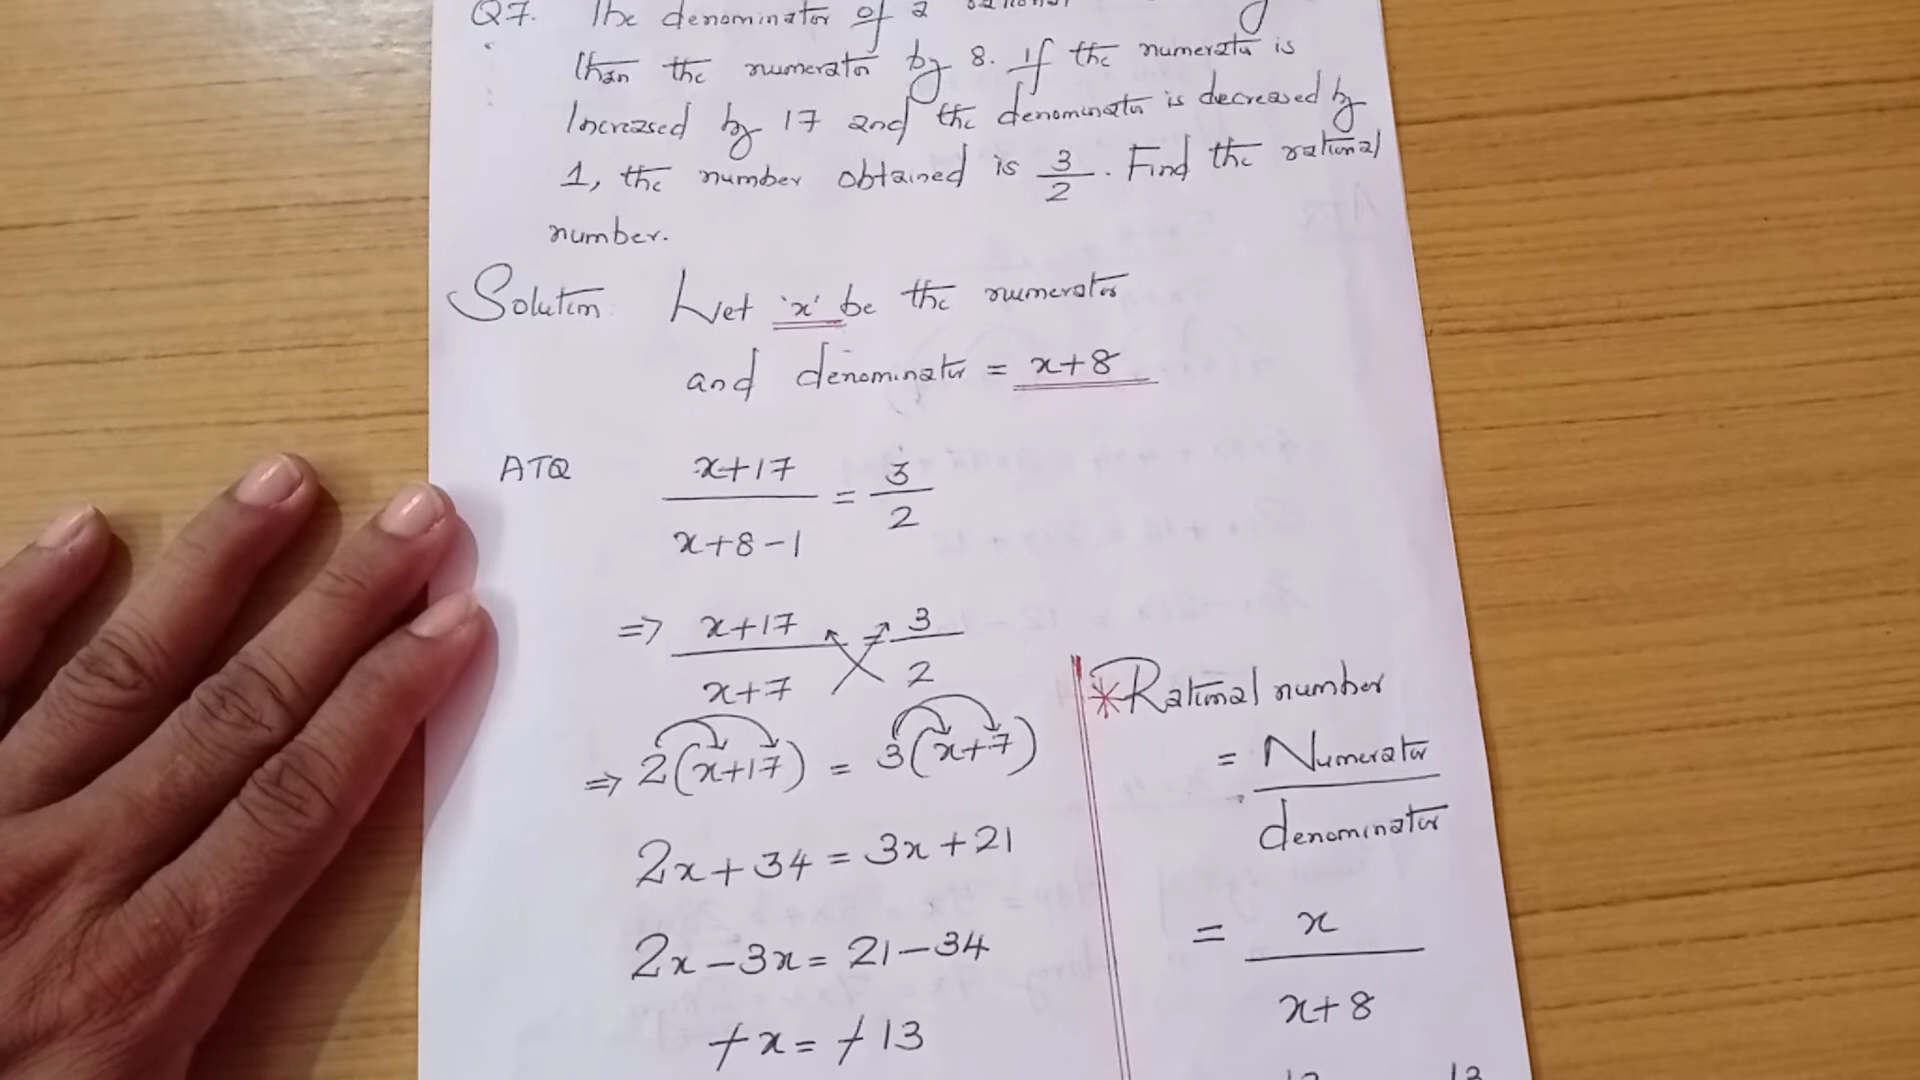 Q7. The denominator of a
than the numerator by 8. If the numerator is
Increased by 17 and the denominator is decreased by
1, the number obtained is 3/2. Find the rational
number.
Solution: Let 'x' be the numerator
and denominator = x+8
ATQ x+17/x+8-1 = 3/2
⇒ x+17/x+7 = 3/2
⇒ 2(x+17) = 3(x+7)
2x+34 = 3x+21
2x-3x = 21-34
-x = -13
*Rational number
= Numerator/denominator
= x/x+8